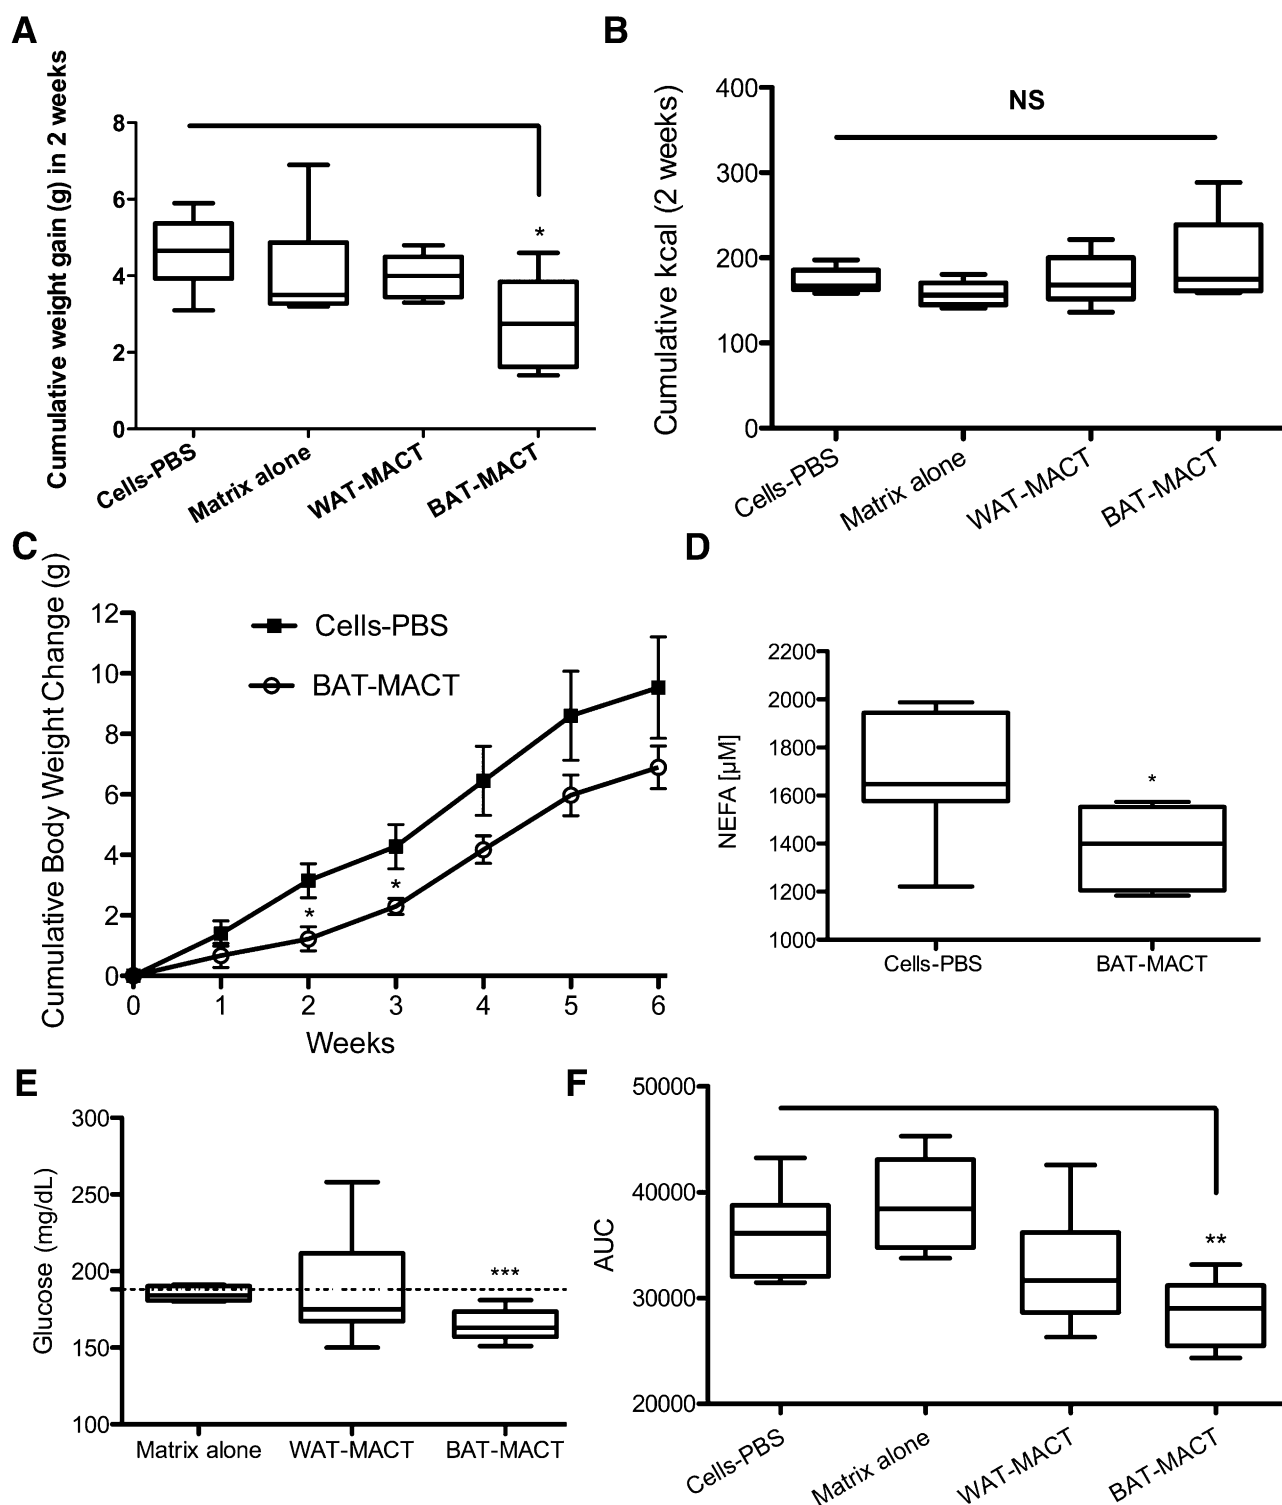 A
Cumulative weight gain (g) in 2 weeks
8
6
4
2
0
*
Cells-PBS
Matrix alone
WAT-MACT
BAT-MACT
B
Cumulative kcal (2 weeks)
400
300
200
100
0
NS
Cells-PBS
Matrix alone
WAT-MACT
BAT-MACT
C
Cumulative Body Weight Change (g)
12
10
8
6
4
2
0
Cells-PBS
BAT-MACT
*
*
0 1 2 3 4 5 6
Weeks
D
NEFA [µM]
2200
2000
1800
1600
1400
1200
1000
*
Cells-PBS
BAT-MACT
E
Glucose (mg/dL)
300
250
200
150
100
***
Matrix alone
WAT-MACT
BAT-MACT
F
AUC
50000
40000
30000
20000
**
Cells-PBS
Matrix alone
WAT-MACT
BAT-MACT